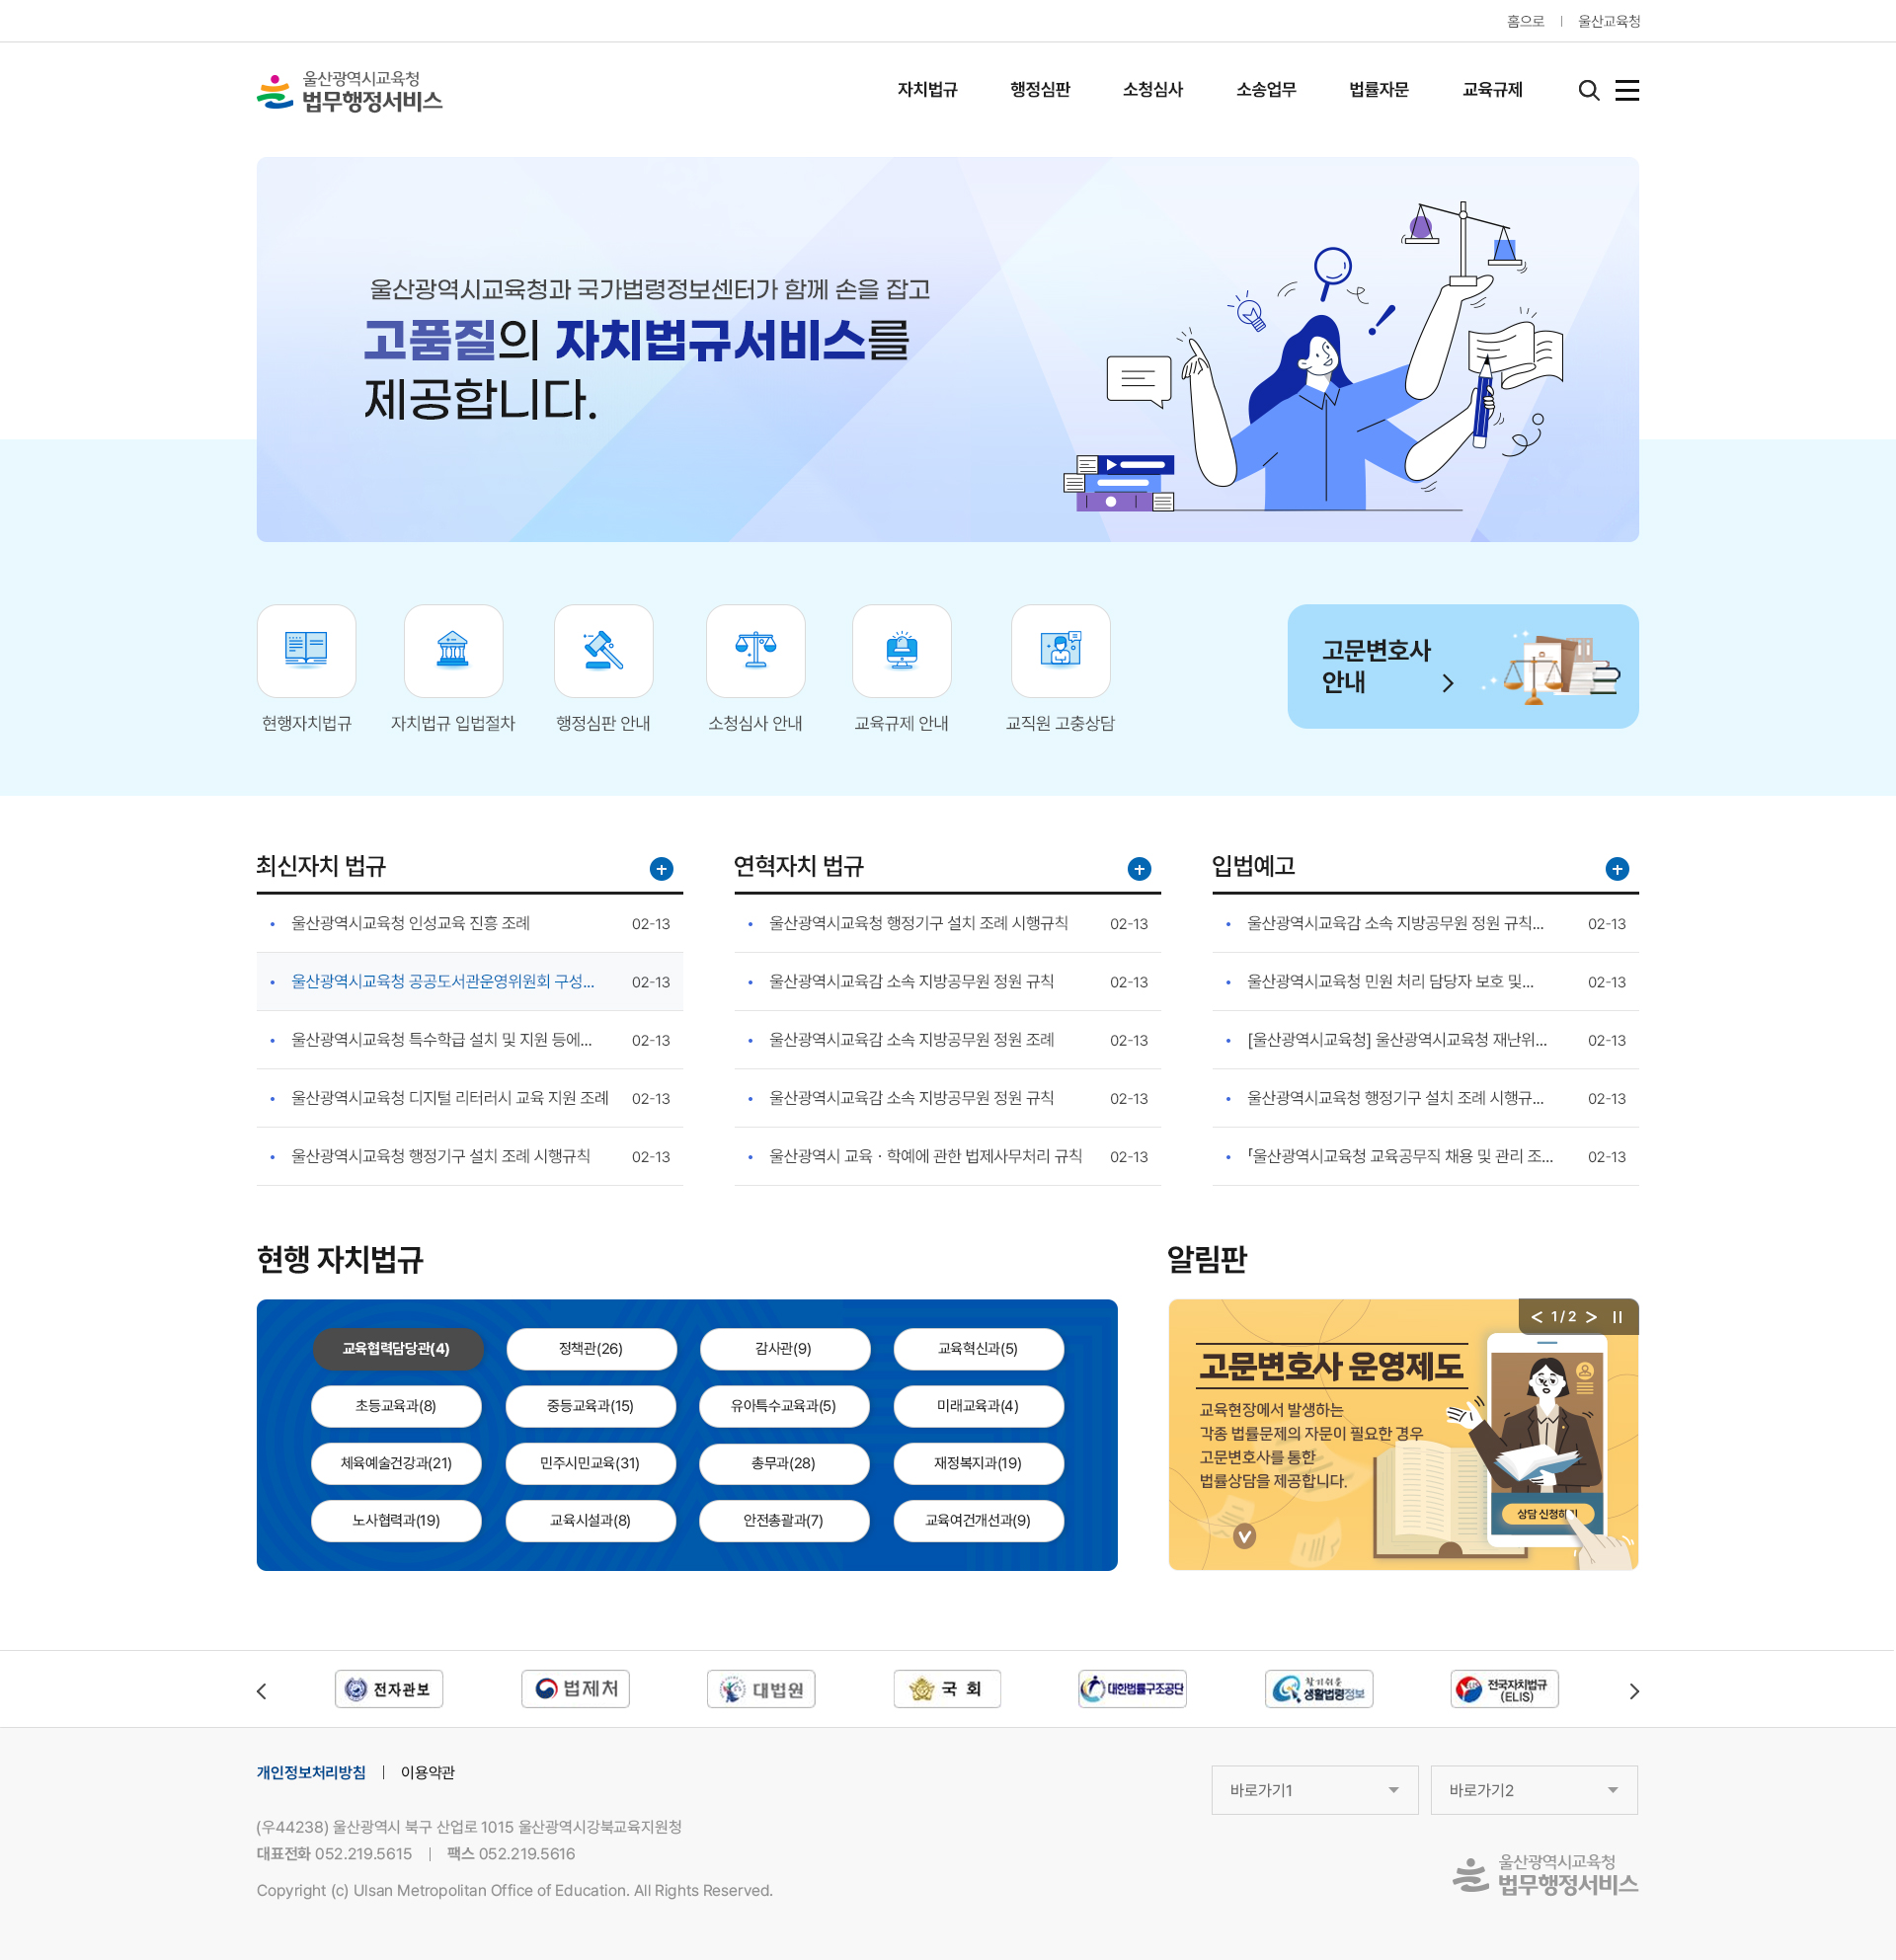 홈으로
울산교육청
울산광역시교육청
법무행정서비스
자치법규
행정심판
소청심사
소송업무
법률자문
교육규제
울산광역시교육청과 국가법령정보센터가 함께 손을 잡고
고품질의 자치법규서비스를
제공합니다.
현행자치법규
자치법규 입법절차
행정심판 안내
소청심사 안내
교육규제 안내
교직원 고충상담
고문변호사
안내
최신자치 법규
울산광역시교육청 인성교육 진흥 조례 02-13
울산광역시교육청 공공도서관운영위원회 구성... 02-13
울산광역시교육청 특수학급 설치 및 지원 등에... 02-13
울산광역시교육청 디지털 리터러시 교육 지원 조례 02-13
울산광역시교육청 행정기구 설치 조례 시행규칙 02-13
연혁자치 법규
울산광역시교육청 행정기구 설치 조례 시행규칙 02-13
울산광역시교육감 소속 지방공무원 정원 규칙 02-13
울산광역시교육감 소속 지방공무원 정원 조례 02-13
울산광역시교육감 소속 지방공무원 정원 규칙 02-13
울산광역시 교육ㆍ학예에 관한 법제사무처리 규칙 02-13
입법예고
울산광역시교육감 소속 지방공무원 정원 규칙... 02-13
울산광역시교육청 민원 처리 담당자 보호 및... 02-13
[울산광역시교육청] 울산광역시교육청 재난위... 02-13
울산광역시교육청 행정기구 설치 조례 시행규... 02-13
「울산광역시교육청 교육공무직 채용 및 관리 조... 02-13
현행 자치법규
교육협력담당관(4)
정책관(26)
감사관(9)
교육혁신과(5)
초등교육과(8)
중등교육과(15)
유아특수교육과(5)
미래교육과(4)
체육예술건강과(21)
민주시민교육(31)
총무과(28)
재정복지과(19)
노사협력과(19)
교육시설과(8)
안전총괄과(7)
교육여건개선과(9)
알림판
1 / 2
고문변호사 운영제도
교육현장에서 발생하는
각종 법률문제의 자문이 필요한 경우
고문변호사를 통한
법률상담을 제공합니다.
상담 신청하기
전자관보
법제처
대법원
국 회
대한법률구조공단
찾기쉬운
생활법령정보
전국자치법규
(ELIS)
개인정보처리방침
이용약관
바로가기1
바로가기2
(우44238) 울산광역시 북구 산업로 1015 울산광역시강북교육지원청
대표전화 052.219.5615 | 팩스 052.219.5616
Copyright (c) Ulsan Metropolitan Office of Education. All Rights Reserved.
울산광역시교육청
법무행정서비스